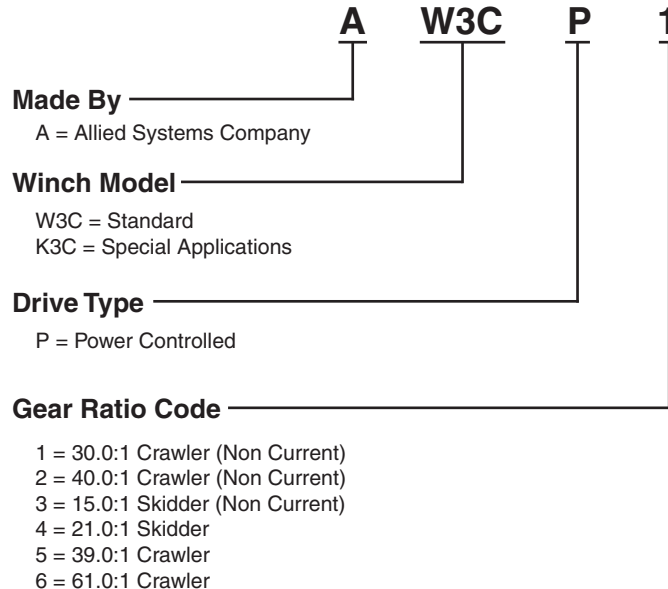 A W3C P 1
Made By
A = Allied Systems Company
Winch Model
W3C = Standard
K3C = Special Applications
Drive Type
P = Power Controlled
Gear Ratio Code
1 = 30.0:1 Crawler (Non Current)
2 = 40.0:1 Crawler (Non Current)
3 = 15.0:1 Skidder (Non Current)
4 = 21.0:1 Skidder
5 = 39.0:1 Crawler
6 = 61.0:1 Crawler